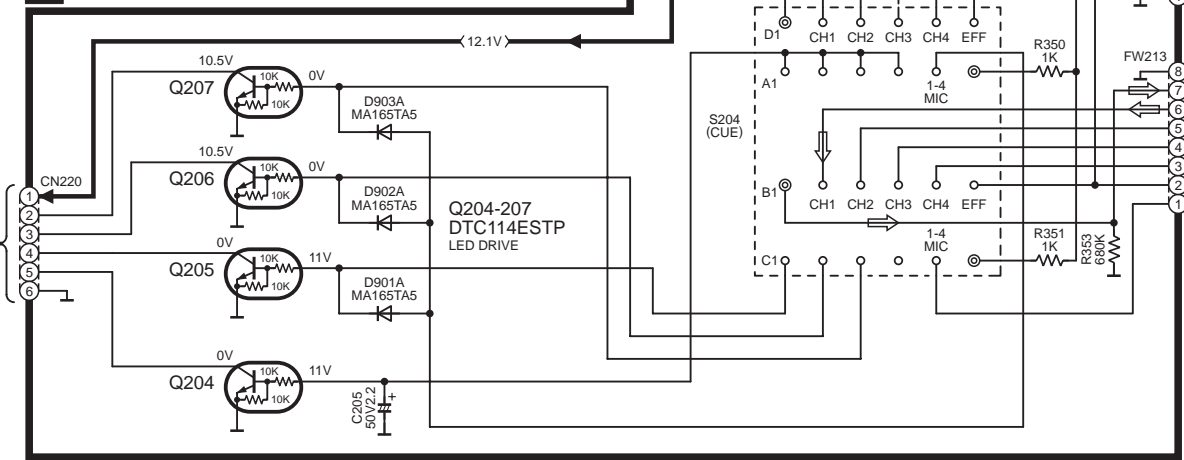 12.1V
D1 CH1 CH2 CH3 CH4 EFF
R350
1K
FW213
10.5V
Q207
10K
10K
0V
D903A
MA165TA5
A1
1-4
MIC
S204
(CUE)
8
7
6
5
4
3
2
1
10.5V
Q206
10K
10K
0V
D902A
MA165TA5
Q204-207
DTC114ESTP
LED DRIVE
CN220
1
2
3
4
5
6
B1
CH1 CH2 CH3 CH4 EFF
1-4
MIC
C1
R351
1K
R353
680K
0V
Q205
10K
10K
11V
D901A
MA165TA5
0V
Q204
10K
10K
11V
C205
50V2.2
+